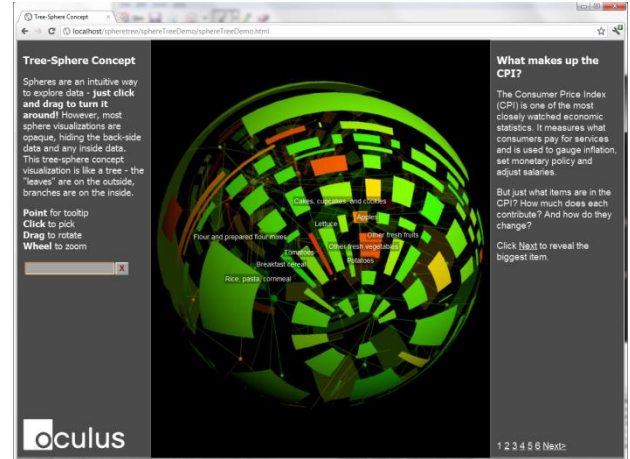 Tree-Sphere Concept
localhost/spheretree/sphereTreeDemo/sphereTreeDemo.html
Tree-Sphere Concept
Spheres are an intuitive way
to explore data - just click
and drag to turn it
around! However, most
sphere visualizations are
opaque, hiding the back-side
data and any inside data.
This tree-sphere concept
visualization is like a tree - the
"leaves" are on the outside,
branches are on the inside.
Point for tooltip
Click to pick
Drag to rotate
Wheel to zoom
X
oculus
Cakes, cupcakes, and cookies
Apples
Lettuce
Flour and prepared flour mixes
Other fresh fruits
Other fresh vegetables
Tomatoes
Potatoes
Breakfast cereal
Rice, pasta, cornmeal
What makes up the
CPI?
The Consumer Price Index
(CPI) is one of the most
closely watched economic
statistics. It measures what
consumers pay for services
and is used to gauge inflation,
set monetary policy and
adjust salaries.
But just what items are in the
CPI? How much does each
contribute? And how do they
change?
Click Next to reveal the
biggest item.
1 2 3 4 5 6 Next>